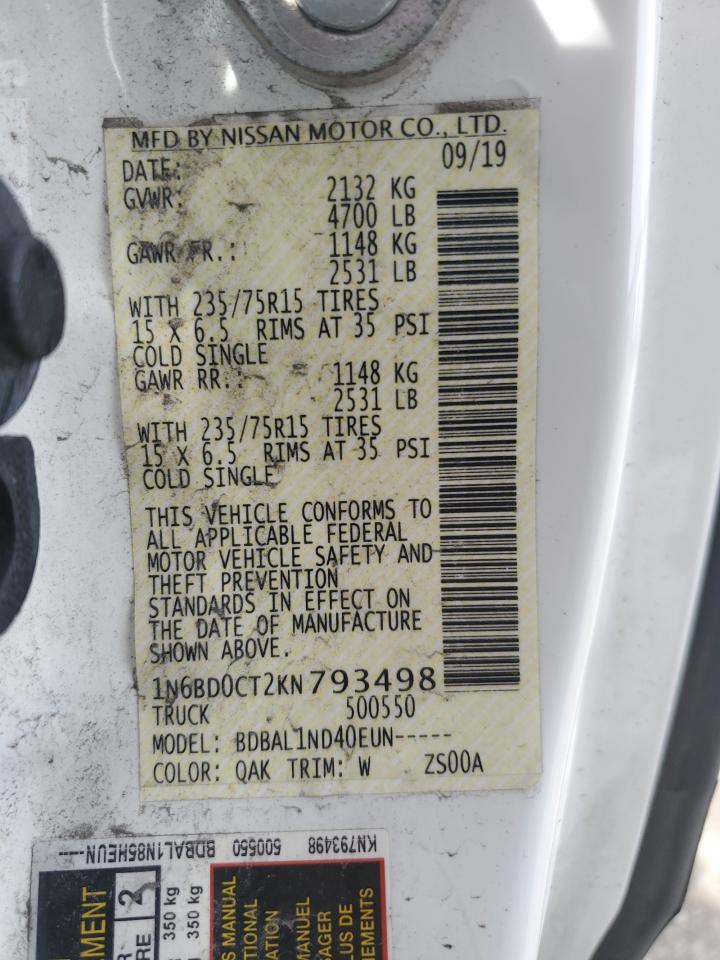 MFD BY NISSAN MOTOR CO., LTD.
DATE: 09/19
GVWR: 2132 KG
4700 LB
GAWR FR.: 1148 KG
2531 LB
WITH 235/75R15 TIRES
15 X 6.5 RIMS AT 35 PSI
COLD SINGLE
GAWR RR.: 1148 KG
2531 LB
WITH 235/75R15 TIRES
15 X 6.5 RIMS AT 35 PSI
COLD SINGLE
THIS VEHICLE CONFORMS TO
ALL APPLICABLE FEDERAL
MOTOR VEHICLE SAFETY AND
THEFT PREVENTION
STANDARDS IN EFFECT ON
THE DATE OF MANUFACTURE
SHOWN ABOVE.
1N6BD0CT2KN793498
TRUCK 500550
MODEL: BDBAL1ND40EUN-----
COLOR: QAK TRIM: W ZS00A
KN793498 500550 BDBAL1N85HEUN-----
350 kg
350 kg
S MANUAL
MANUEL
LUS DE